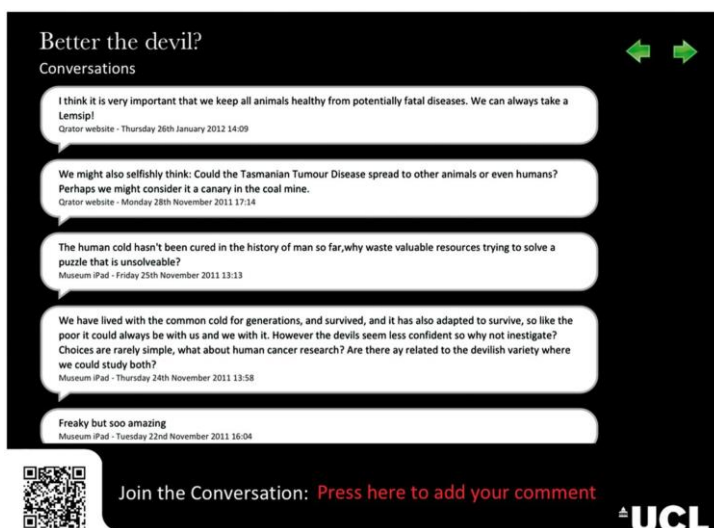 Better the devil?
Conversations
I think it is very important that we keep all animals healthy from potentially fatal diseases. We can always take a
Lemsip!
Qrator website - Thursday 26th January 2012 14:09
We might also selfishly think: Could the Tasmanian Tumour Disease spread to other animals or even humans?
Perhaps we might consider it a canary in the coal mine.
Qrator website - Monday 28th November 2011 17:14
The human cold hasn't been cured in the history of man so far,why waste valuable resources trying to solve a
puzzle that is unsolveable?
Museum iPad - Friday 25th November 2011 13:13
We have lived with the common cold for generations, and survived, and it has also adapted to survive, so like the
poor it could always be with us and we with it. However the devils seem less confident so why not inestigate?
Choices are rarely simple, what about human cancer research? Are there ay related to the devilish variety where
we could study both?
Museum iPad - Thursday 24th November 2011 13:58
Freaky but soo amazing
Museum iPad - Tuesday 22nd November 2011 16:04
Join the Conversation: Press here to add your comment
UCL